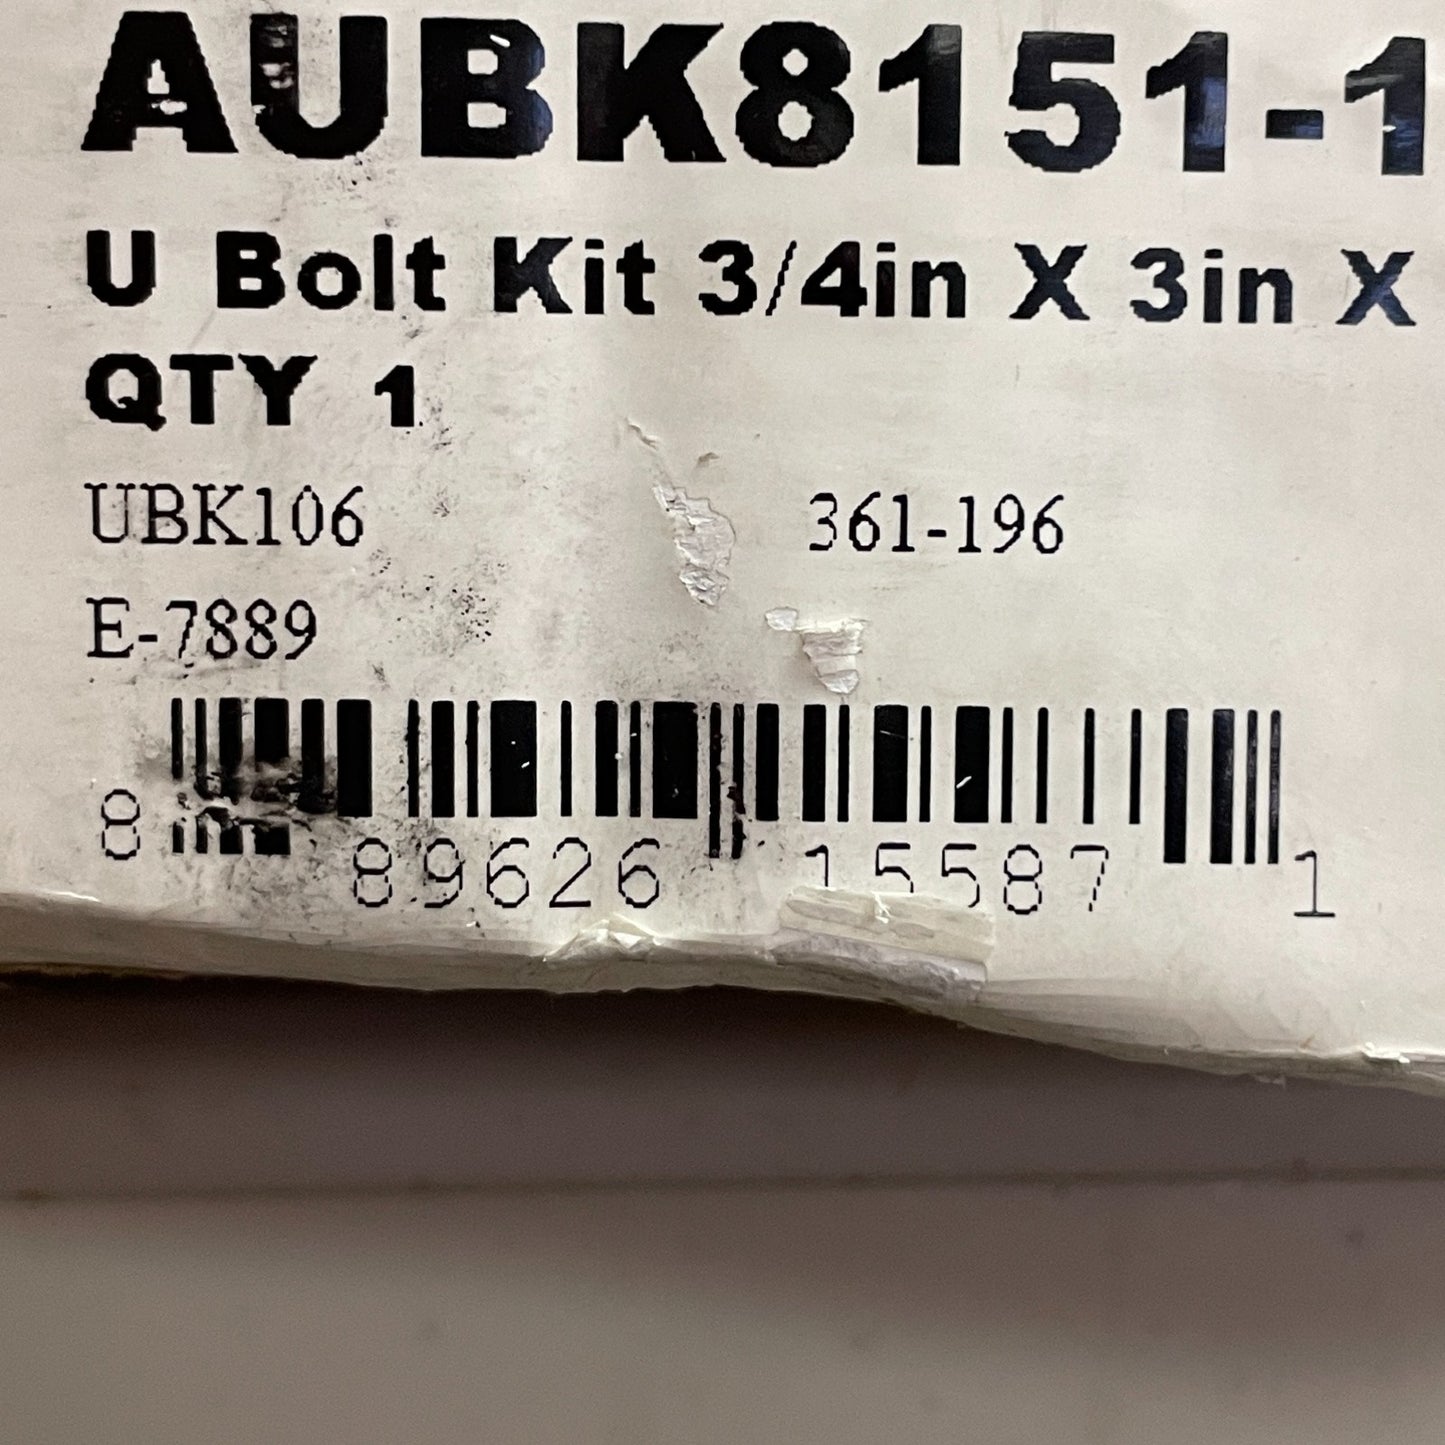 AUBK8151-1
U Bolt Kit 3/4in X 3in X
QTY 1
UBK106 361-196
E-7889
8 89626 15587 1